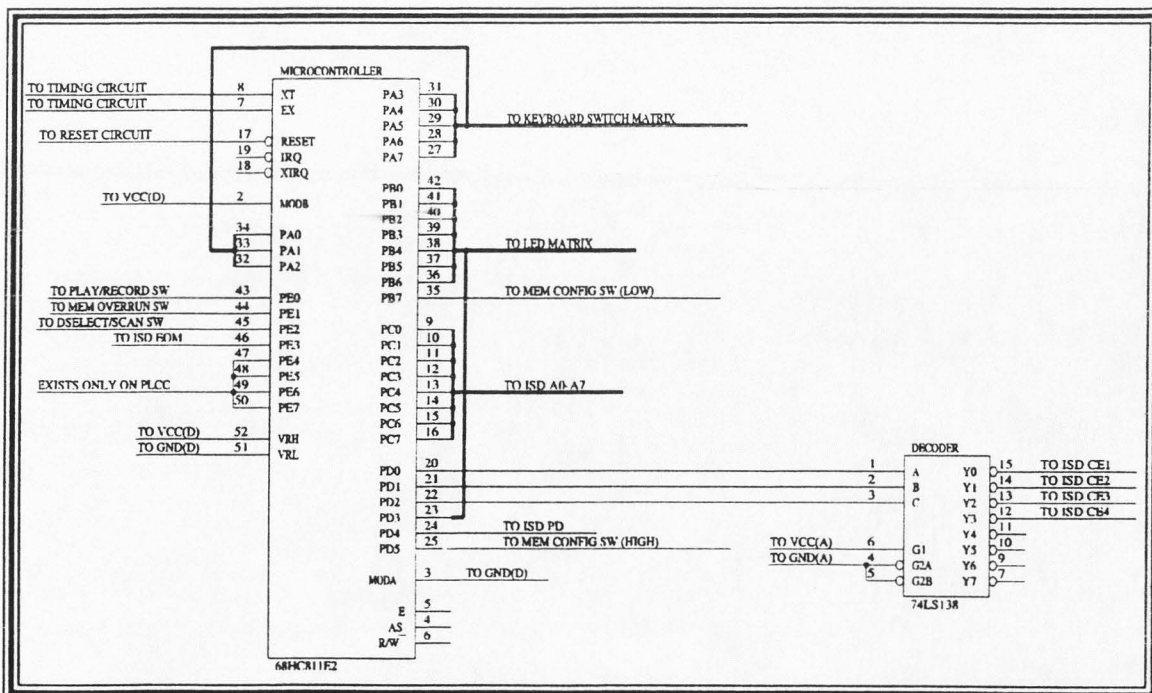 MICROCONTROLLER
TO TIMING CIRCUIT 8 XT
TO TIMING CIRCUIT 7 EX
TO RESET CIRCUIT 17 RESET
19 IRQ
18 XIRQ
TO VCC(D) 2 MODB
34 PA0
33 PA1
32 PA2
TO PLAY/RECORD SW 43 PE0
TO MEM OVERRUN SW 44 PE1
TO DSELECT/SCAN SW 45 PE2
TO ISD EOM 46 PE3
47 PE4
48 PE5
EXISTS ONLY ON PLCC 49 PE6
50 PE7
TO VCC(D) 52 VRH
TO GND(D) 51 VRL
PA3 31
PA4 30
PA5 29 TO KEYBOARD SWITCH MATRIX
PA6 28
PA7 27
PB0 42
PB1 41
PB2 40
PB3 39
PB4 38 TO LED MATRIX
PB5 37
PB6 36
PB7 35 TO MEM CONFIG SW (LOW)
PC0 9
PC1 10
PC2 11
PC3 12
PC4 13 TO ISD A0-A7
PC5 14
PC6 15
PC7 16
PD0 20
PD1 21
PD2 22
PD3 23
PD4 24 TO ISD PD
PD5 25 TO MEM CONFIG SW (HIGH)
MODA 3 TO GND(D)
E 5
AS 4
R/W 6
68HC811E2
DECODER
1 A Y0 15 TO ISD CE1
2 B Y1 14 TO ISD CE2
3 C Y2 13 TO ISD CE3
Y3 12 TO ISD CE4
Y4 11
TO VCC(A) 6 G1 Y5 10
TO GND(A) 4 G2A Y6 9
5 G2B Y7 7
74LS138